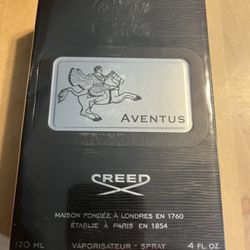 AVENTUS
CREED
MAISON FONDÉE À LONDRES EN 1760
ÉTABLIE À PARIS EN 1854
120 ML VAPORISATEUR - SPRAY 4 FL. OZ